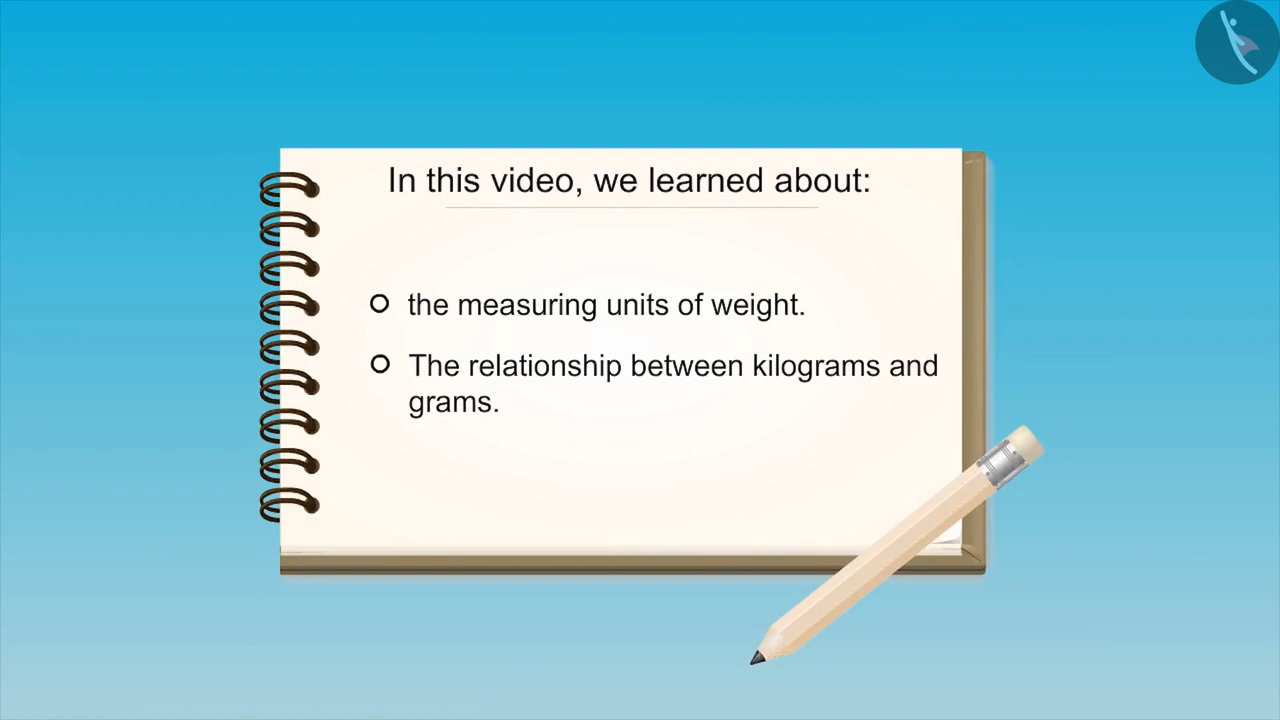 In this video, we learned about:
the measuring units of weight.
The relationship between kilograms and
grams.